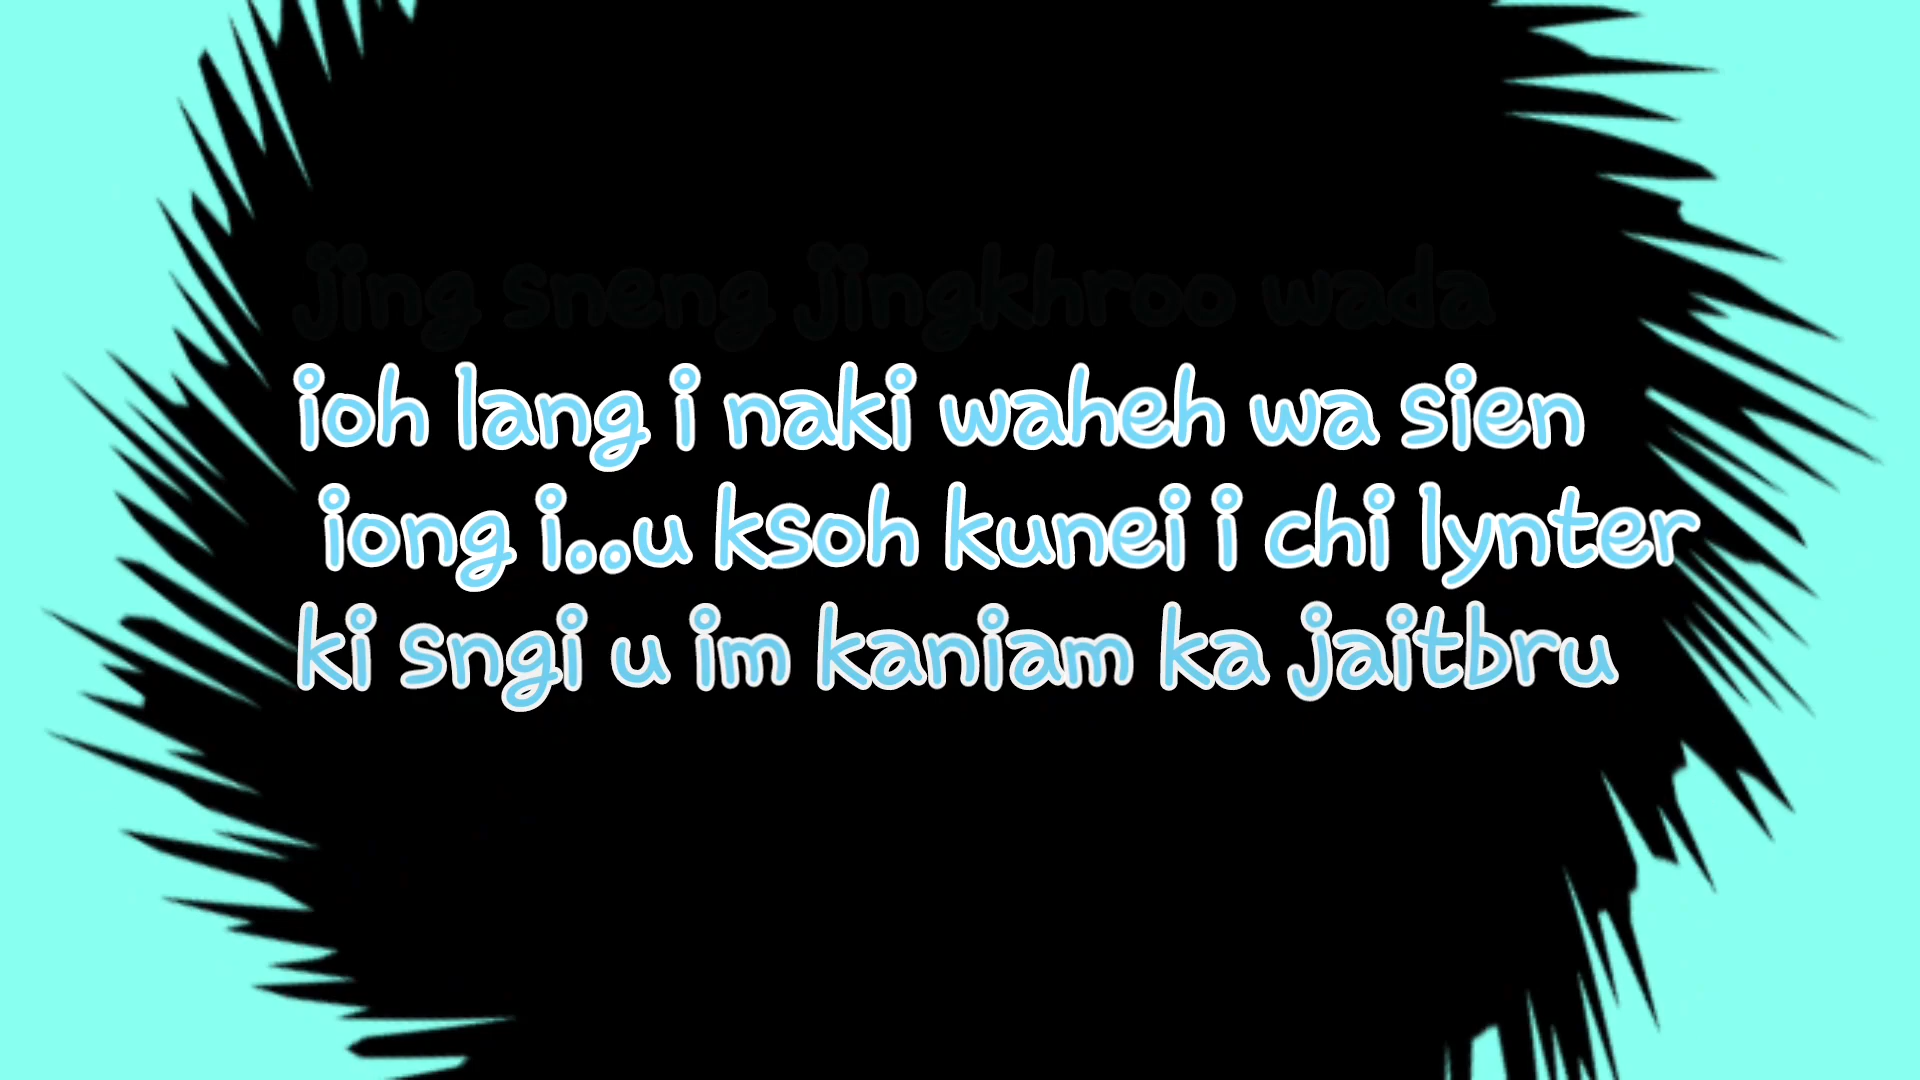 jing sneng jingkhroo wada
ioh lang i naki waheh wa sien
iong i..u ksoh kunei i chi lynter
ki sngi u im kaniam ka jaitbru